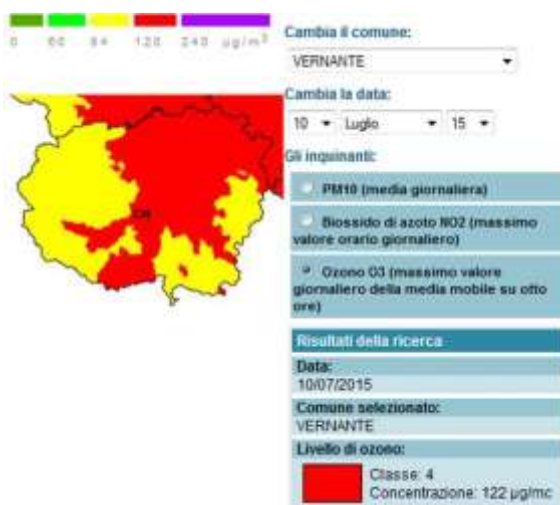 0 60 84 120 240 µg/m3
Cambia il comune:
VERNANTE
Cambia la data:
10 Luglio 15
Gli inquinanti:
PM10 (media giornaliera)
Biossido di azoto NO2 (massimo
valore orario giornaliero)
Ozono O3 (massimo valore
giornaliero della media mobile su otto
ore)
Risultati della ricerca
Data:
10/07/2015
Comune selezionato:
VERNANTE
Livello di ozono:
Classe: 4
Concentrazione: 122 µg/mc